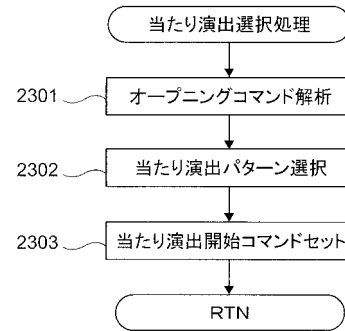 当たり演出選択処理
2301 オープニングコマンド解析
2302 当たり演出パターン選択
2303 当たり演出開始コマンドセット
RTN